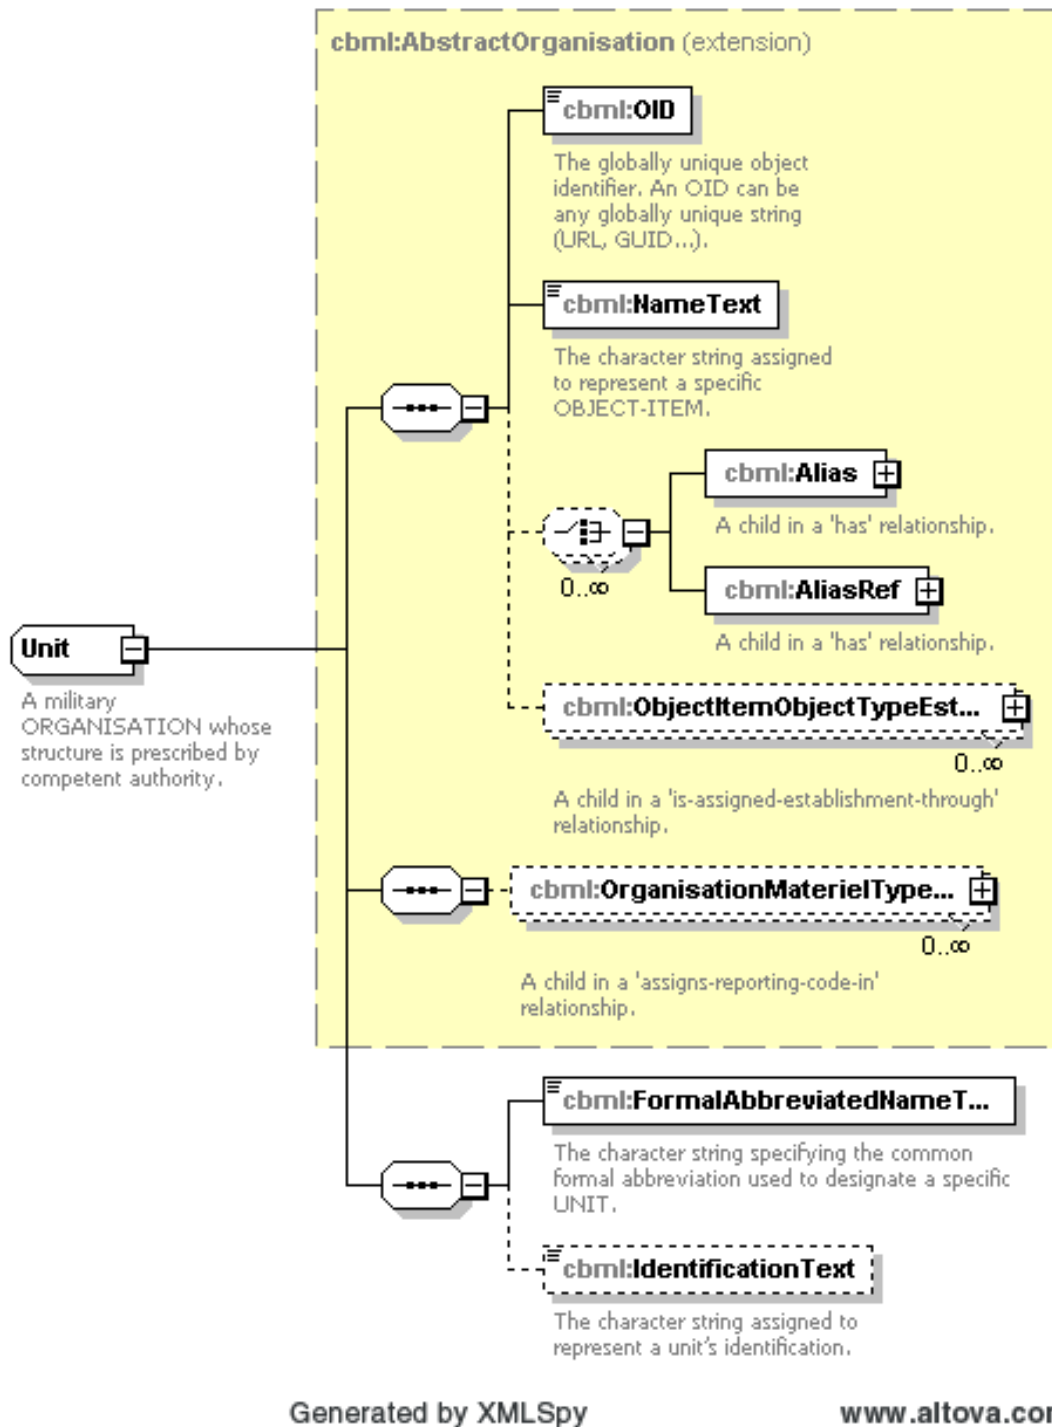 cbml:AbstractOrganisation (extension)
cbml:OID
The globally unique object
identifier. An OID can be
any globally unique string
(URL, GUID...).
cbml:NameText
The character string assigned
to represent a specific
OBJECT-ITEM.
cbml:Alias
A child in a 'has' relationship.
0..∞
cbml:AliasRef
A child in a 'has' relationship.
Unit
A military
ORGANISATION whose
structure is prescribed by
competent authority.
cbml:ObjectItemObjectTypeEst...
0..∞
A child in a 'is-assigned-establishment-through'
relationship.
cbml:OrganisationMaterielType...
0..∞
A child in a 'assigns-reporting-code-in'
relationship.
cbml:FormalAbbreviatedNameT...
The character string specifying the common
formal abbreviation used to designate a specific
UNIT.
cbml:IdentificationText
The character string assigned to
represent a unit's identification.
Generated by XMLSpy
www.altova.com